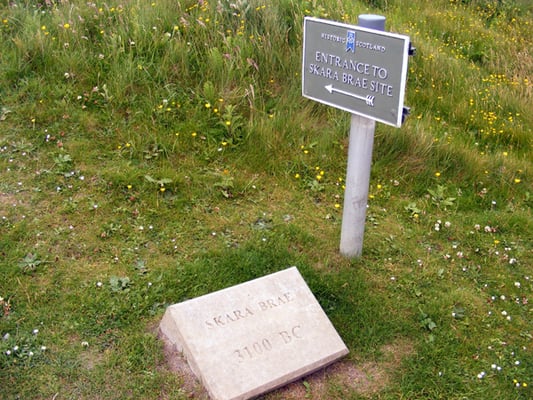 HISTORIC SCOTLAND
ENTRANCE TO
SKARA BRAE SITE
SKARA BRAE
3100 BC